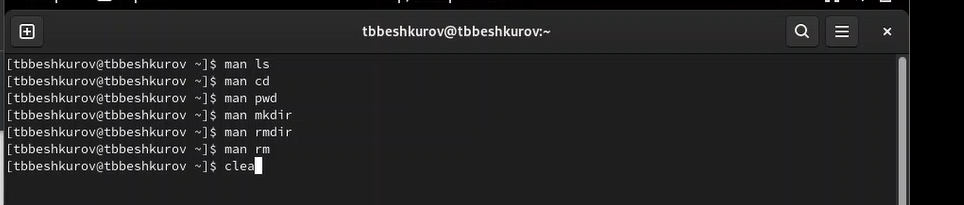 tbbeshkurov@tbbeshkurov:~
[tbbeshkurov@tbbeshkurov ~]$ man ls
[tbbeshkurov@tbbeshkurov ~]$ man cd
[tbbeshkurov@tbbeshkurov ~]$ man pwd
[tbbeshkurov@tbbeshkurov ~]$ man mkdir
[tbbeshkurov@tbbeshkurov ~]$ man rmdir
[tbbeshkurov@tbbeshkurov ~]$ man rm
[tbbeshkurov@tbbeshkurov ~]$ clea